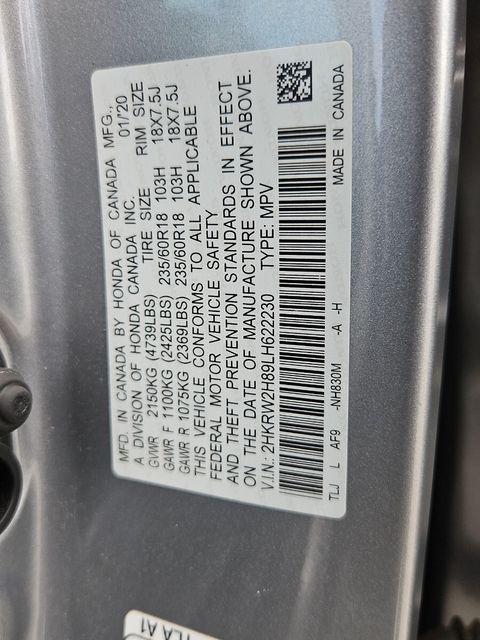 MFD. IN CANADA BY HONDA OF CANADA MFG.,
A DIVISION OF HONDA CANADA INC. 01/20
TIRE SIZE RIM SIZE
GVWR 2150KG (4739LBS)
GAWR F 1100KG (2425LBS) 235/60R18 103H 18X7.5J
GAWR R 1075KG (2369LBS) 235/60R18 103H 18X7.5J
THIS VEHICLE CONFORMS TO ALL APPLICABLE
FEDERAL MOTOR VEHICLE SAFETY
AND THEFT PREVENTION STANDARDS IN EFFECT
ON THE DATE OF MANUFACTURE SHOWN ABOVE.
V.I.N.: 2HKRW2H89LH622230 TYPE: MPV
TLJ L AF9 -NH830M -A -H MADE IN CANADA
TLA A1